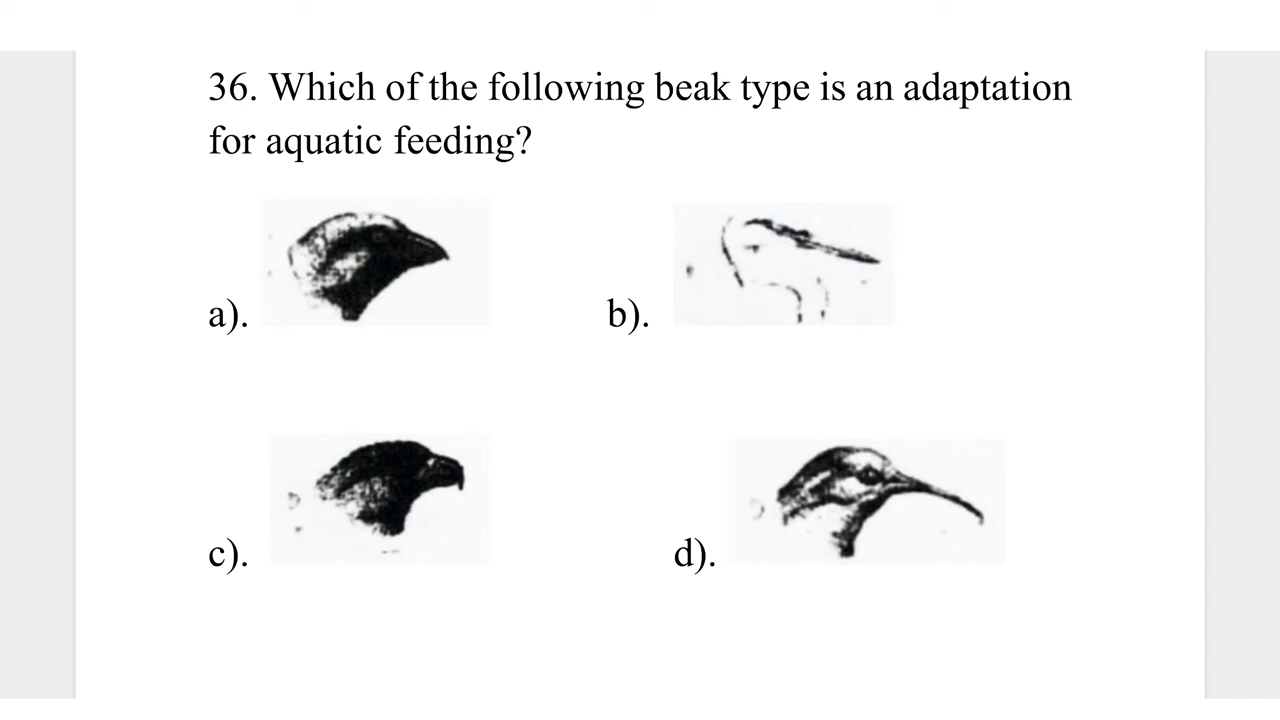 36. Which of the following beak type is an adaptation
for aquatic feeding?
a).
b).
c).
d).